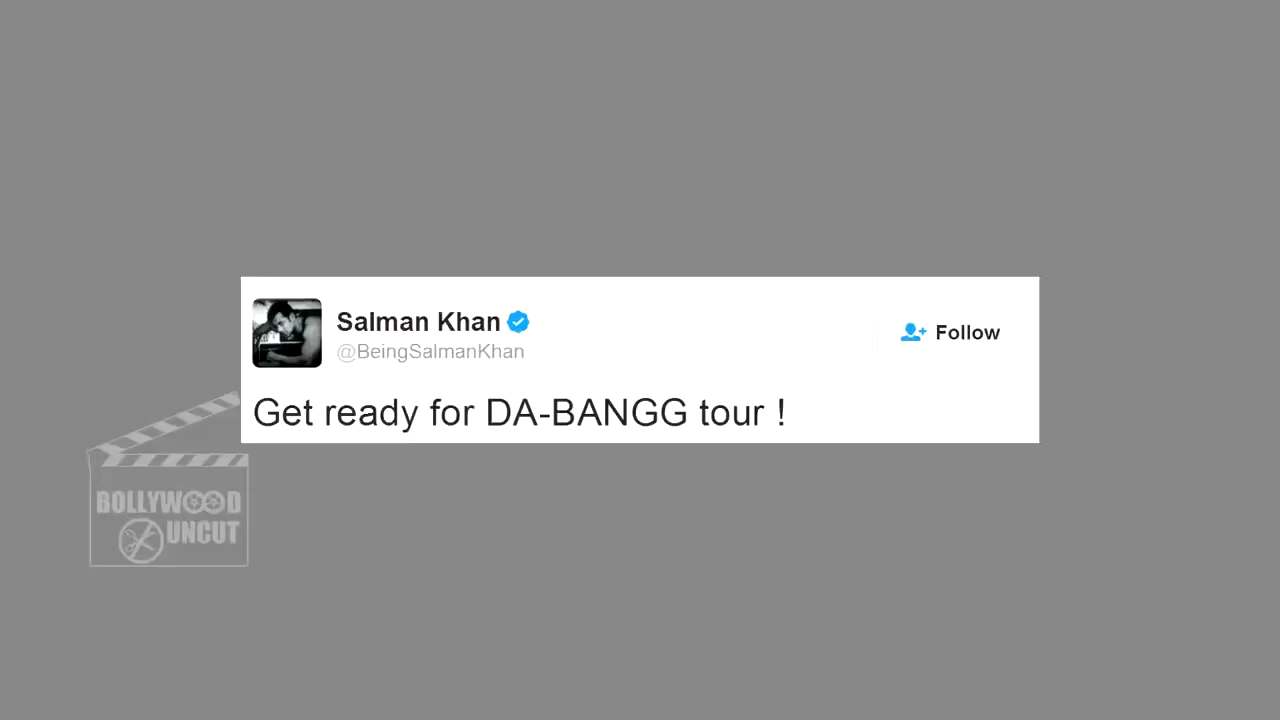 Salman Khan
@BeingSalmanKhan
Follow
Get ready for DA-BANGG tour !
BOLLYWOOD
UNCUT